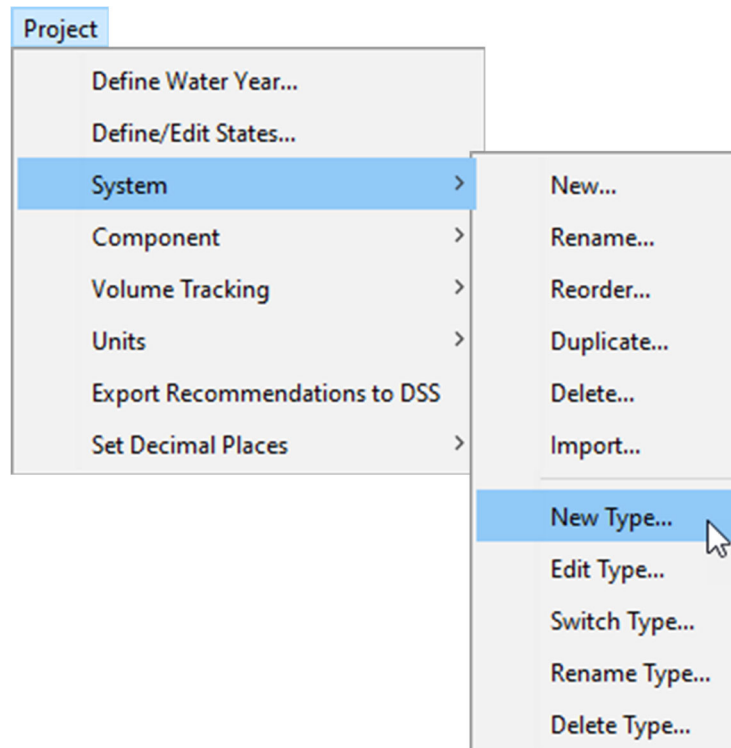 Project
Define Water Year...
Define/Edit States...
System
Component
Volume Tracking
Units
Export Recommendations to DSS
Set Decimal Places
New...
Rename...
Reorder...
Duplicate...
Delete...
Import...
New Type...
Edit Type...
Switch Type...
Rename Type...
Delete Type...